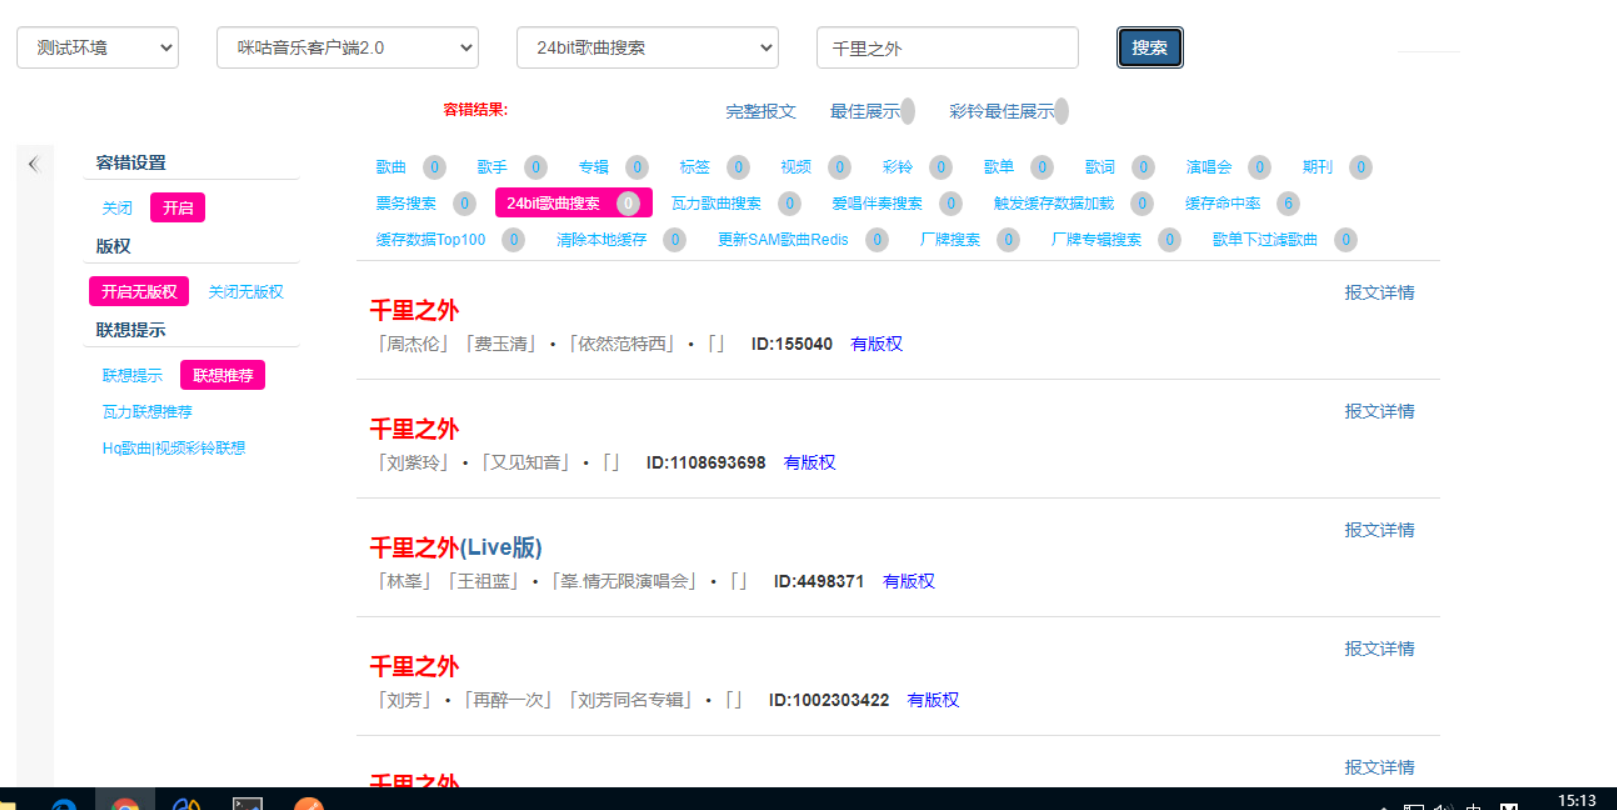 测试环境 咪咕音乐客户端2.0 24bit歌曲搜索 千里之外 搜索
容错结果: 完整报文 最佳展示 彩铃最佳展示
容错设置
关闭 开启
版权
开启无版权 关闭无版权
联想提示
联想提示 联想推荐
瓦力联想推荐
Hq歌曲|视频彩铃联想
歌曲 0 歌手 0 专辑 0 标签 0 视频 0 彩铃 0 歌单 0 歌词 0 演唱会 0 期刊 0
票务搜索 0 24bit歌曲搜索 0 瓦力歌曲搜索 0 爱唱伴奏搜索 0 触发缓存数据加载 0 缓存命中率 6
缓存数据Top100 0 清除本地缓存 0 更新SAM歌曲Redis 0 厂牌搜索 0 厂牌专辑搜索 0 歌单下过滤歌曲 0
报文详情
千里之外
「周杰伦」「费玉清」 • 「依然范特西」 • 「」 ID:155040 有版权
报文详情
千里之外
「刘紫玲」 • 「又见知音」 • 「」 ID:1108693698 有版权
报文详情
千里之外(Live版)
「林峯」「王祖蓝」 • 「峯.情无限演唱会」 • 「」 ID:4498371 有版权
报文详情
千里之外
「刘芳」 • 「再醉一次」「刘芳同名专辑」 • 「」 ID:1002303422 有版权
报文详情
千里之外
中
15:13